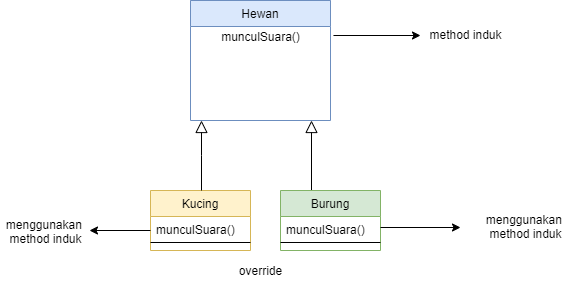 Hewan
munculSuara()
method induk
Kucing
Burung
menggunakan
method induk
munculSuara()
munculSuara()
menggunakan
method induk
override